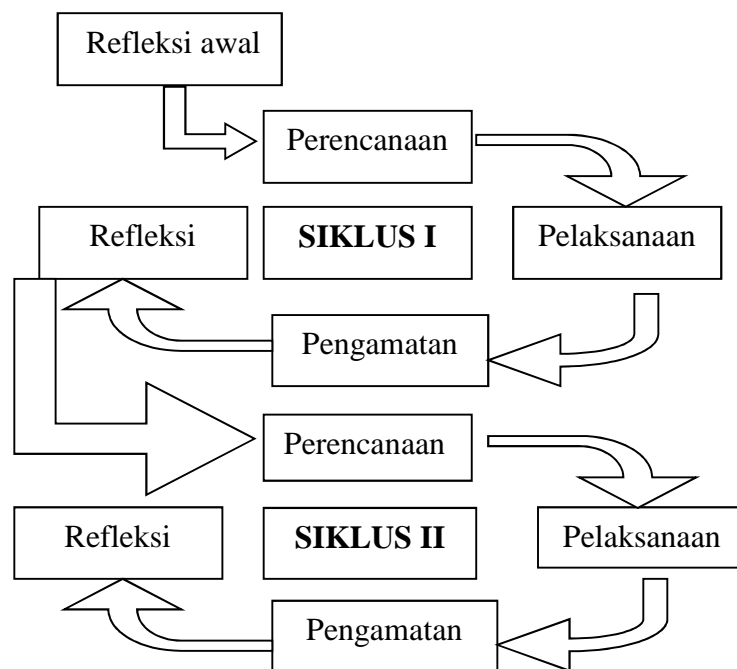 Refleksi awal
Perencanaan
Refleksi
SIKLUS I
Pelaksanaan
Pengamatan
Perencanaan
Refleksi
SIKLUS II
Pelaksanaan
Pengamatan